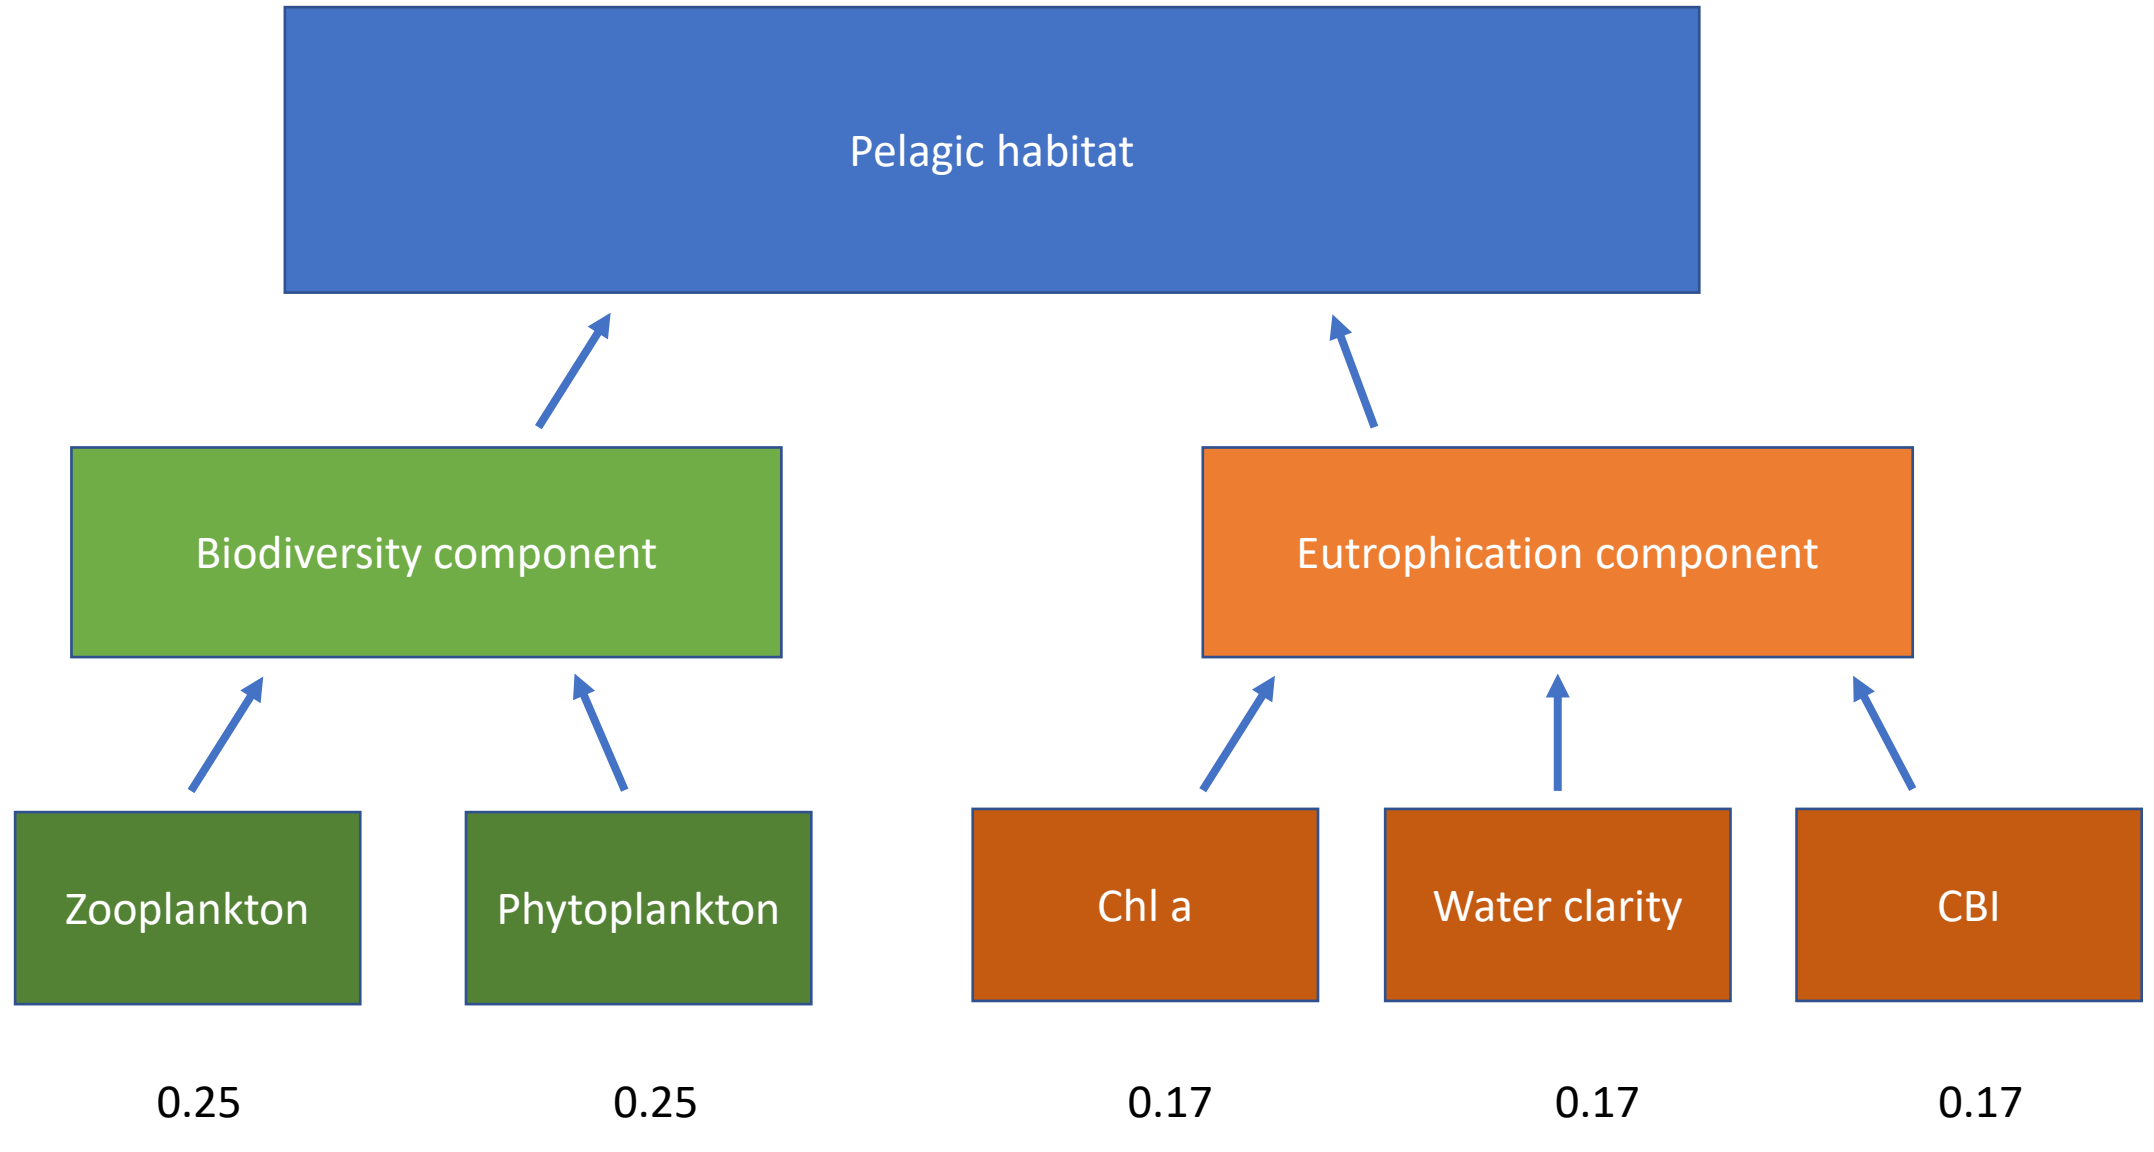 Pelagic habitat
Biodiversity component
Eutrophication component
Zooplankton
Phytoplankton
Chl a
Water clarity
CBI
0.25
0.25
0.17
0.17
0.17